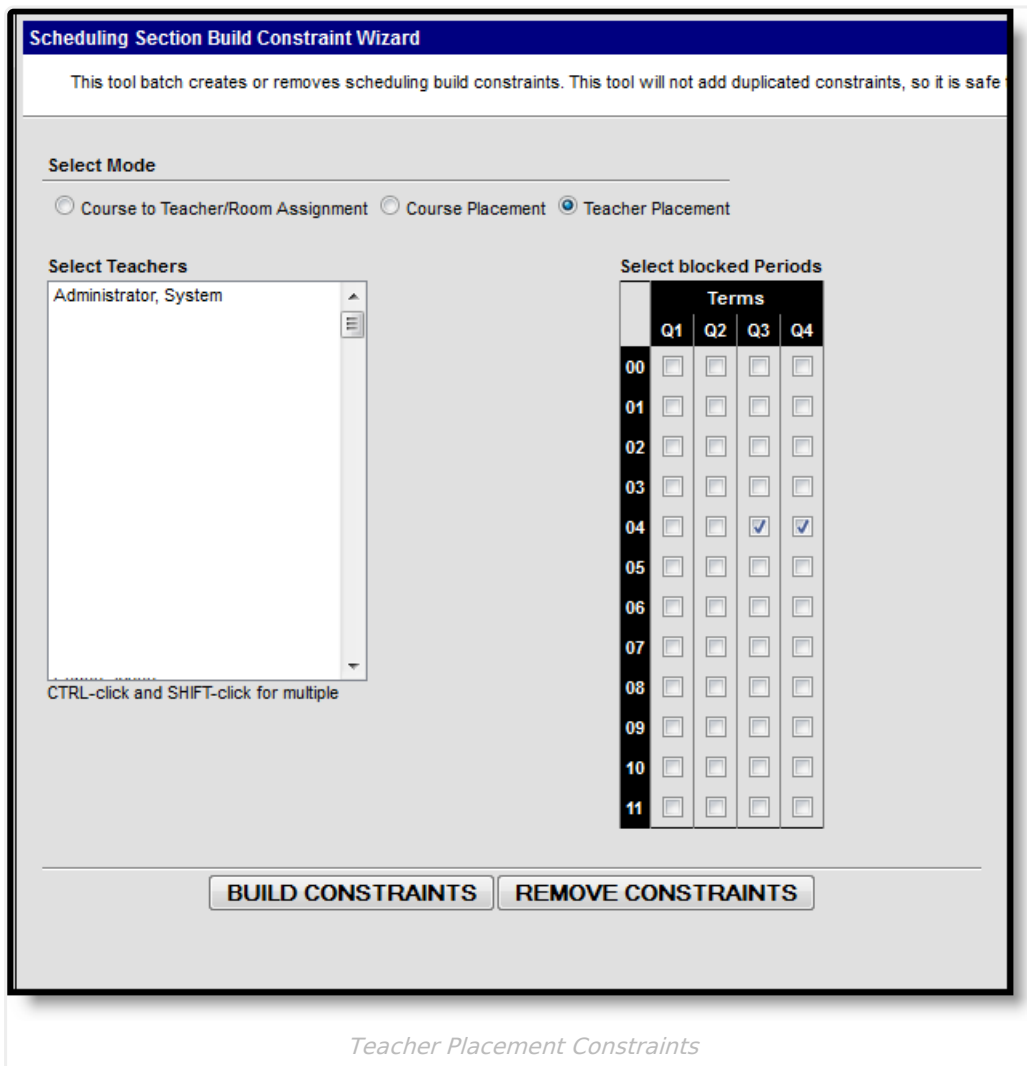 Scheduling Section Build Constraint Wizard
This tool batch creates or removes scheduling build constraints. This tool will not add duplicated constraints, so it is safe
Select Mode
Course to Teacher/Room Assignment Course Placement Teacher Placement
Select Teachers
Select blocked Periods
Administrator, System
Terms
Q1 Q2 Q3 Q4
00
01
02
03
04
05
06
07
08
09
10
11
CTRL-click and SHIFT-click for multiple
BUILD CONSTRAINTS REMOVE CONSTRAINTS
Teacher Placement Constraints